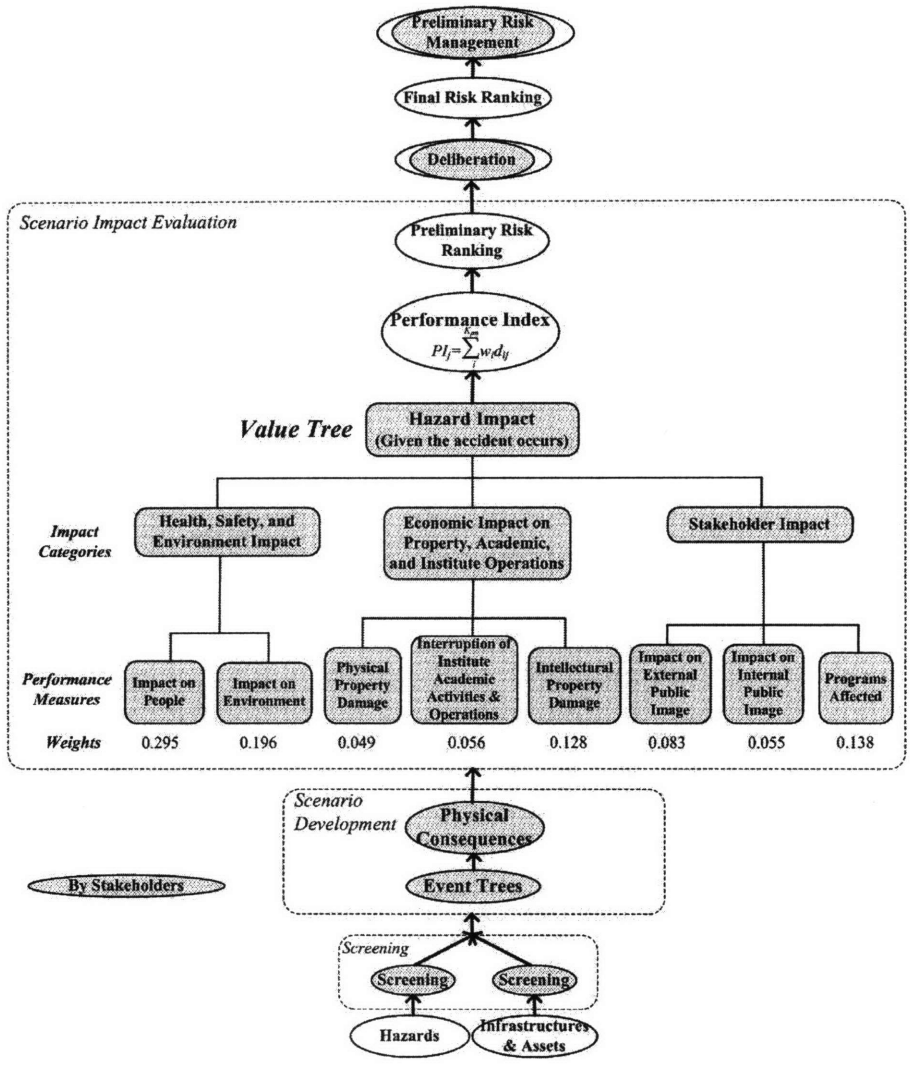 Preliminary Risk
Management
Final Risk Ranking
Deliberation
Scenario Impact Evaluation
Preliminary Risk
Ranking
Performance Index
K_pm
PI_j=∑w_i d_ij
i
Value Tree
Hazard Impact
(Given the accident occurs)
Impact
Categories
Health, Safety, and
Environment Impact
Economic Impact on
Property, Academic,
and Institute Operations
Stakeholder Impact
Performance
Measures
Impact on
People
Impact on
Environment
Physical
Property
Damage
Interruption of
Institute
Academic
Activities &
Operations
Intellectural
Property
Damage
Impact on
External
Public
Image
Impact on
Internal
Public
Image
Programs
Affected
Weights 0.295 0.196 0.049 0.056 0.128 0.083 0.055 0.138
Scenario
Development
Physical
Consequences
Event Trees
By Stakeholders
Screening
Screening Screening
Hazards
Infrastructures
& Assets